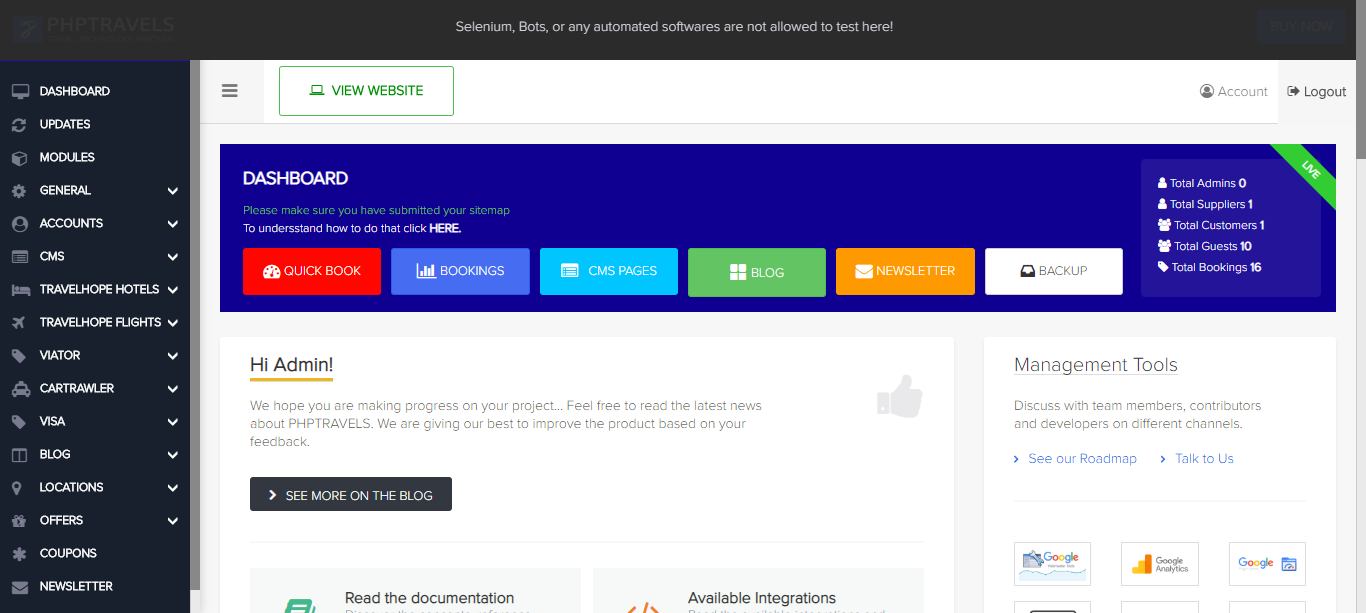 PHPTRAVELS
Selenium, Bots, or any automated softwares are not allowed to test here!
BUY NOW
DASHBOARD
UPDATES
MODULES
GENERAL
ACCOUNTS
CMS
TRAVELHOPE HOTELS
TRAVELHOPE FLIGHTS
VIATOR
CARTRAWLER
VISA
BLOG
LOCATIONS
OFFERS
COUPONS
NEWSLETTER
VIEW WEBSITE
Account
Logout
DASHBOARD
Please make sure you have submitted your sitemap
To undersstand how to do that click HERE.
QUICK BOOK
BOOKINGS
CMS PAGES
BLOG
NEWSLETTER
BACKUP
Total Admins 0
Total Suppliers 1
Total Customers 1
Total Guests 10
Total Bookings 16
LIVE
Hi Admin!
We hope you are making progress on your project... Feel free to read the latest news
about PHPTRAVELS. We are giving our best to improve the product based on your
feedback.
SEE MORE ON THE BLOG
Read the documentation
Available Integrations
Management Tools
Discuss with team members, contributors
and developers on different channels.
See our Roadmap
Talk to Us
Google
Google
Analytics
Google